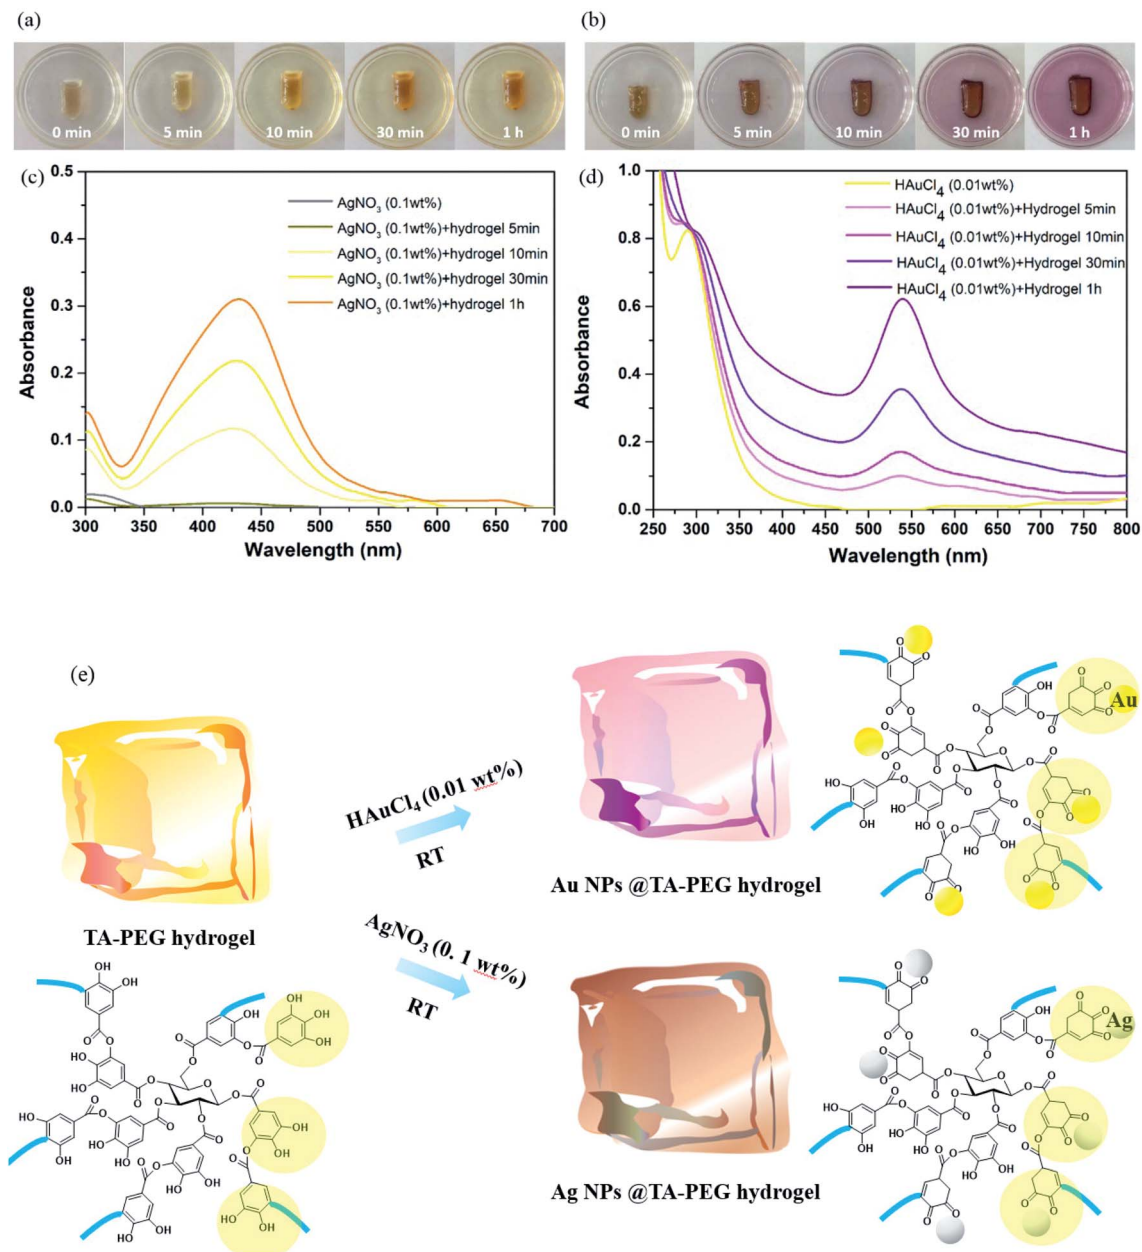 (a)
(b)
0 min
5 min
10 min
30 min
1 h
0 min
5 min
10 min
30 min
1 h
(c)
AgNO₃ (0.1wt%)
AgNO₃ (0.1wt%)+hydrogel 5min
AgNO₃ (0.1wt%)+hydrogel 10min
AgNO₃ (0.1wt%)+hydrogel 30min
AgNO₃ (0.1wt%)+hydrogel 1h
Absorbance
0.5
0.4
0.3
0.2
0.1
0.0
300 350 400 450 500 550 600 650 700
Wavelength (nm)
(d)
HAuCl₄ (0.01wt%)
HAuCl₄ (0.01wt%)+Hydrogel 5min
HAuCl₄ (0.01wt%)+Hydrogel 10min
HAuCl₄ (0.01wt%)+Hydrogel 30min
HAuCl₄ (0.01wt%)+Hydrogel 1h
Absorbance
1.0
0.8
0.6
0.4
0.2
0.0
250 300 350 400 450 500 550 600 650 700 750 800
Wavelength (nm)
(e)
TA-PEG hydrogel
HAuCl₄ (0.01 wt%)
RT
AgNO₃ (0. 1 wt%)
RT
Au NPs @TA-PEG hydrogel
Au
Ag NPs @TA-PEG hydrogel
Ag